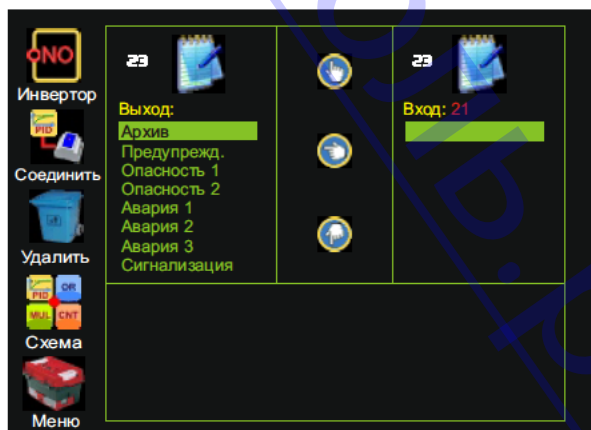 NO
Инвертор
PID
Соединить
Удалить
PID OR
MUL CNT
Схема
Меню
23
Выход:
Архив
Предупрежд.
Опасность 1
Опасность 2
Авария 1
Авария 2
Авария 3
Сигнализация
23
Вход: 21